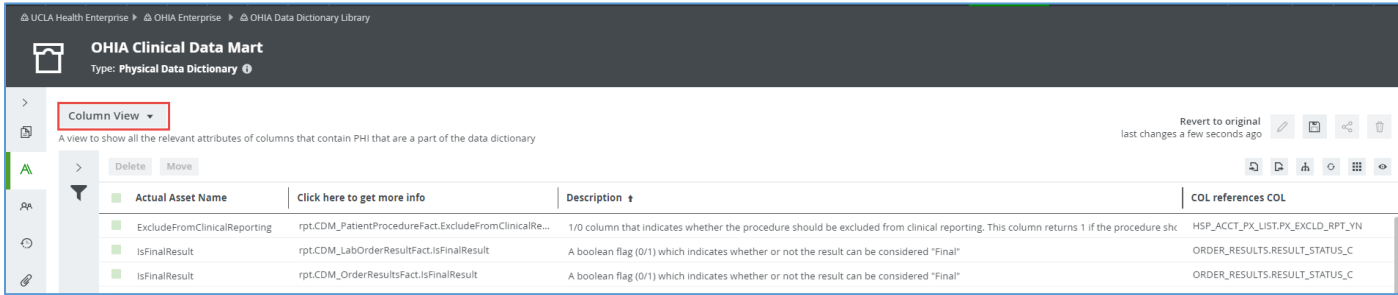 UCLA Health Enterprise OHIA Enterprise OHIA Data Dictionary Library
OHIA Clinical Data Mart
Type: Physical Data Dictionary
Column View
A view to show all the relevant attributes of columns that contain PHI that are a part of the data dictionary
Revert to original
last changes a few seconds ago
Delete Move
Actual Asset Name Click here to get more info Description COL references COL
ExcludeFromClinicalReporting rpt.CDM_PatientProcedureFact.ExcludeFromClinicalRe... 1/0 column that indicates whether the procedure should be excluded from clinical reporting. This column returns 1 if the procedure sho HSP_ACCT_PX_LIST.PX_EXCLD_RPT_YN
IsFinalResult rpt.CDM_LabOrderResultFact.IsFinalResult A boolean flag (0/1) which indicates whether or not the result can be considered "Final" ORDER_RESULTS.RESULT_STATUS_C
IsFinalResult rpt.CDM_OrderResultsFact.IsFinalResult A boolean flag (0/1) which indicates whether or not the result can be considered "Final" ORDER_RESULTS.RESULT_STATUS_C